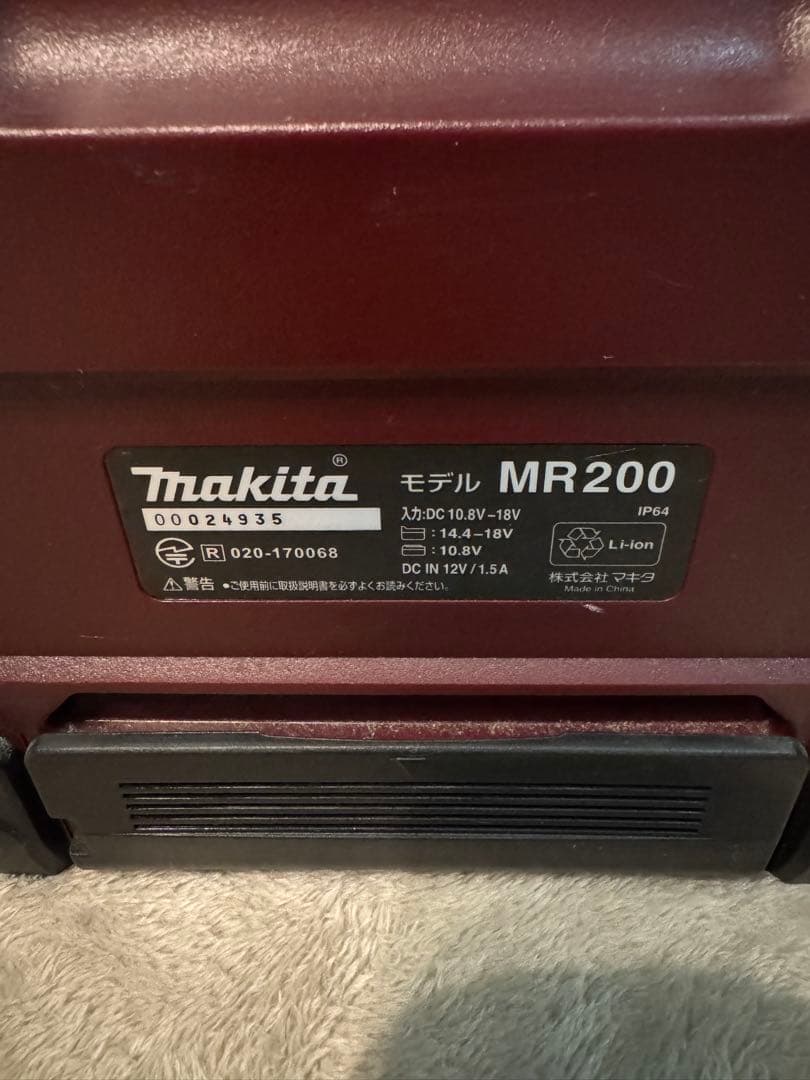 makita®
00024935
R 020-170068
⚠警告 •ご使用前に取扱説明書を必ずよくお読みください。
モデル MR200
入力:DC 10.8V-18V
: 14.4-18V
: 10.8V
DC IN 12V/1.5A
IP64
Li-ion
株式会社 マキタ
Made in China